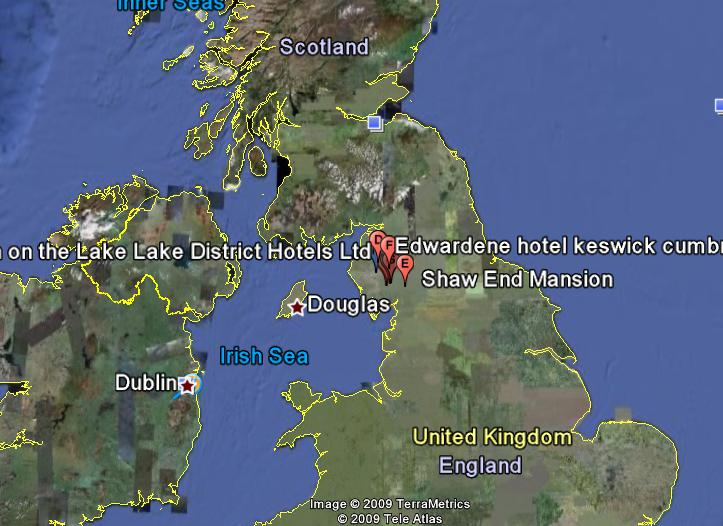 Inner Seas
Scotland
D
F
n on the Lake Lake District Hotels Ltd
Edwardene hotel keswick cumbr
E
Shaw End Mansion
Douglas
Irish Sea
Dublin
United Kingdom
England
Image © 2009 TerraMetrics
© 2009 Tele Atlas